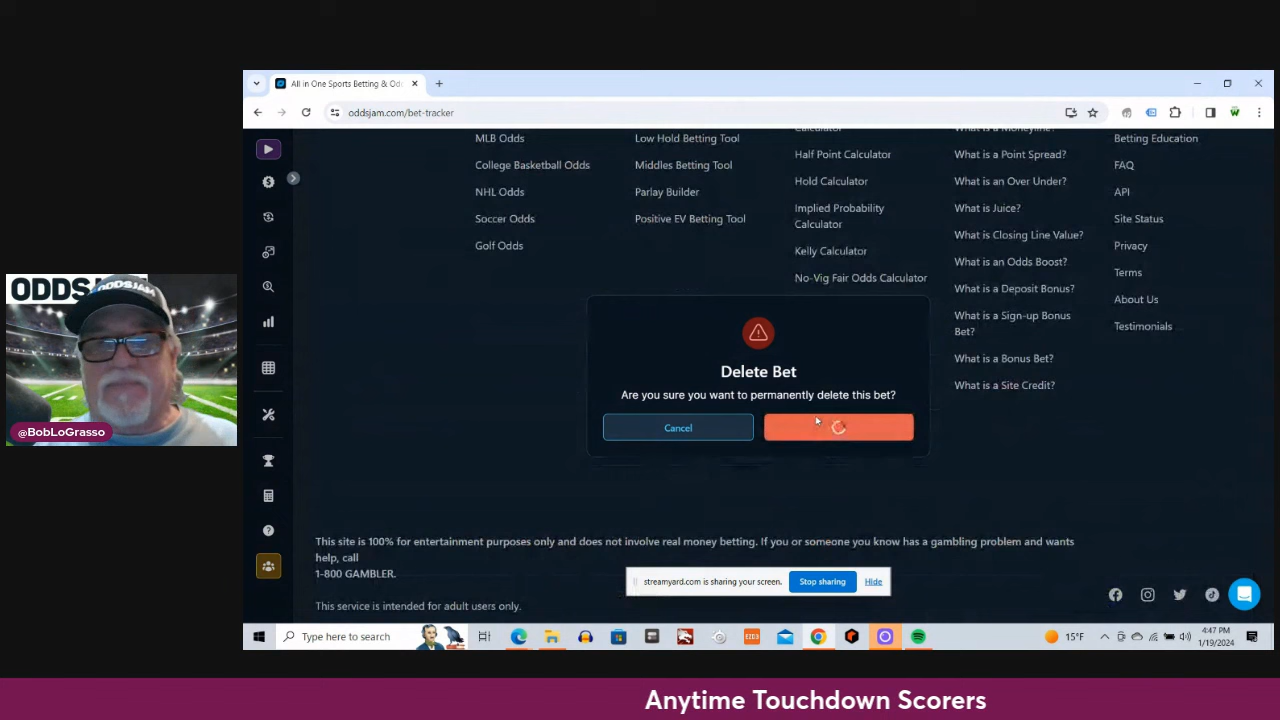 All in One Sports Betting & Od
oddsjam.com/bet-tracker
MLB Odds
College Basketball Odds
NHL Odds
Soccer Odds
Golf Odds
Low Hold Betting Tool
Middles Betting Tool
Parlay Builder
Positive EV Betting Tool
Calculator
Half Point Calculator
Hold Calculator
Implied Probability
Calculator
Kelly Calculator
No-Vig Fair Odds Calculator
What is a Moneyline?
What is a Point Spread?
What is an Over Under?
What is Juice?
What is Closing Line Value?
What is an Odds Boost?
What is a Deposit Bonus?
What is a Sign-up Bonus
Bet?
What is a Bonus Bet?
What is a Site Credit?
Betting Education
FAQ
API
Site Status
Privacy
Terms
About Us
Testimonials
Delete Bet
Are you sure you want to permanently delete this bet?
Cancel
ODDSJAM
@BobLoGrasso
This site is 100% for entertainment purposes only and does not involve real money betting. If you or someone you know has a gambling problem and wants
help, call
1-800 GAMBLER.
This service is intended for adult users only.
streamyard.com is sharing your screen.
Stop sharing
Hide
Type here to search
EIDS
15°F
4:47 PM
1/19/2024
Anytime Touchdown Scorers